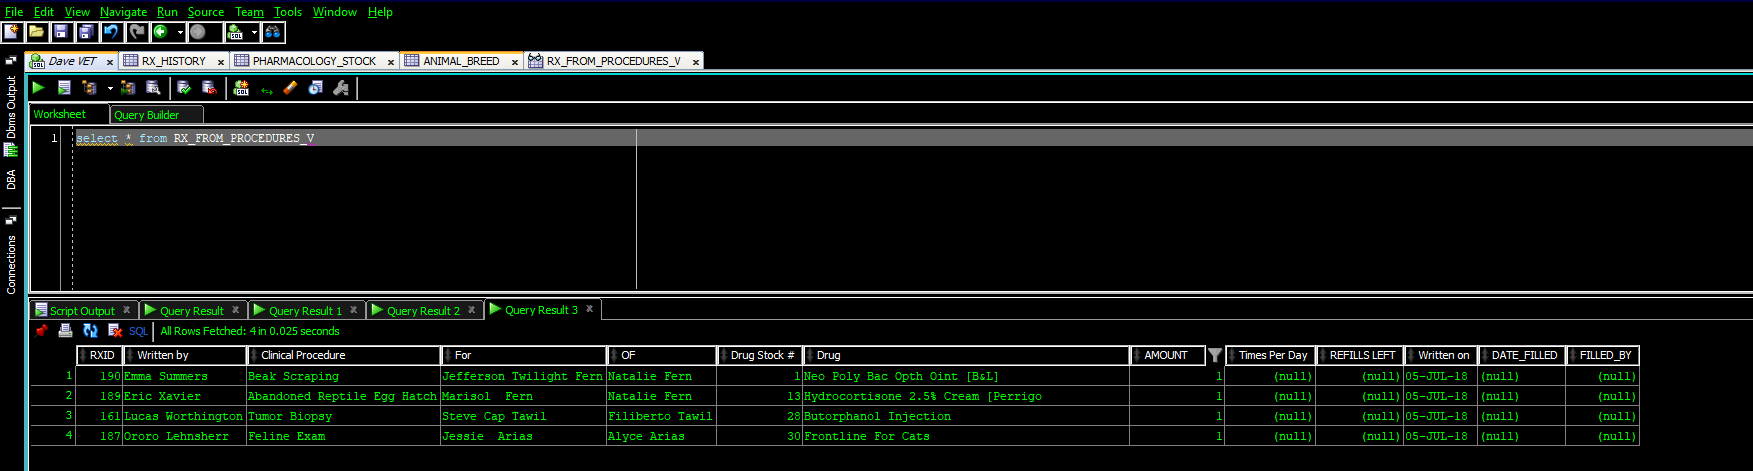 File Edit View Navigate Run Source Team Tools Window Help
Dave VET RX_HISTORY PHARMACOLOGY_STOCK ANIMAL_BREED RX_FROM_PROCEDURES_V
Dbms Output
DBA
Connections
Worksheet Query Builder
1 select * from RX_FROM_PROCEDURES_V
Script Output Query Result Query Result 1 Query Result 2 Query Result 3
SQL All Rows Fetched: 4 in 0.025 seconds
RXID Written by Clinical Procedure For OF Drug Stock # Drug AMOUNT Times Per Day REFILLS LEFT Written on DATE_FILLED FILLED_BY
1 190 Emma Summers Beak Scraping Jefferson Twilight Fern Natalie Fern 1 Neo Poly Bac Opth Oint [B&L] 1 (null) (null) 05-JUL-18 (null) (null)
2 189 Eric Xavier Abandoned Reptile Egg Hatch Marisol Fern Natalie Fern 13 Hydrocortisone 2.5% Cream [Perrigo 1 (null) (null) 05-JUL-18 (null) (null)
3 161 Lucas Worthington Tumor Biopsy Steve Cap Tawil Filiberto Tawil 28 Butorphanol Injection 1 (null) (null) 05-JUL-18 (null) (null)
4 187 Ororo Lehnsherr Feline Exam Jessie Arias Alyce Arias 30 Frontline For Cats 1 (null) (null) 05-JUL-18 (null) (null)